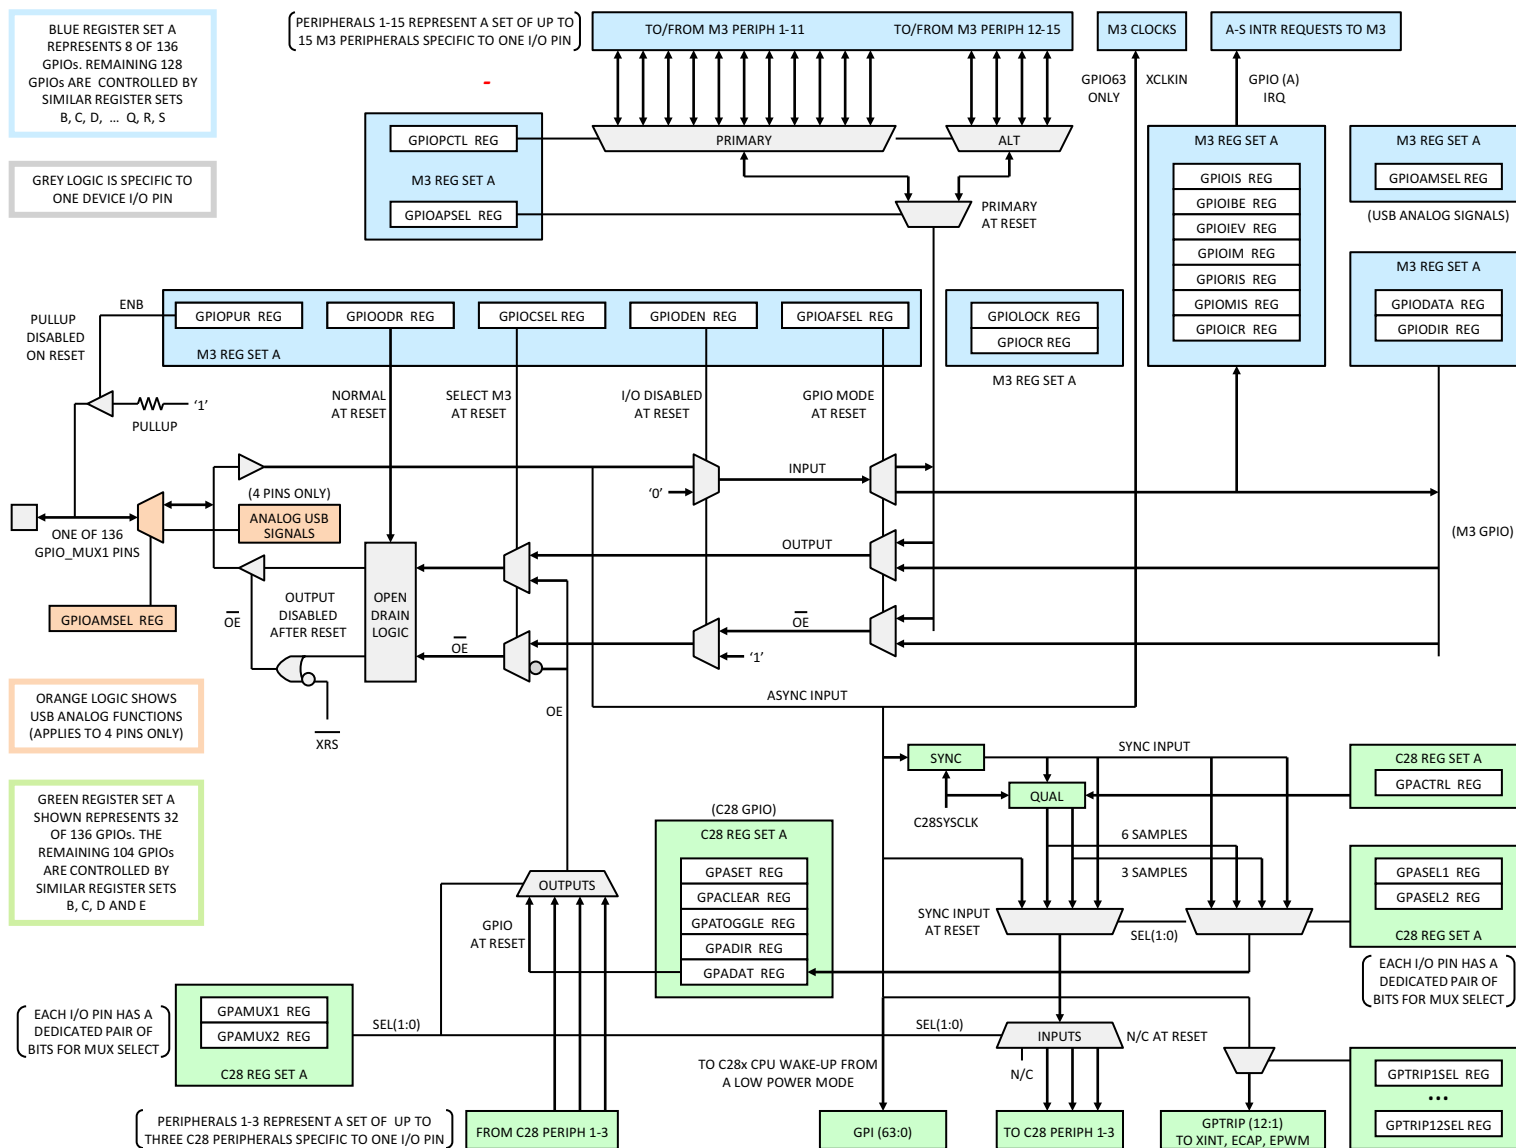 BLUE REGISTER SET A
REPRESENTS 8 OF 136
GPIOs. REMAINING 128
GPIOs ARE CONTROLLED BY
SIMILAR REGISTER SETS
B, C, D, ... Q, R, S
PERIPHERALS 1-15 REPRESENT A SET OF UP TO
15 M3 PERIPHERALS SPECIFIC TO ONE I/O PIN
-
TO/FROM M3 PERIPH 1-11
TO/FROM M3 PERIPH 12-15
M3 CLOCKS
A-S INTR REQUESTS TO M3
GPIO63
ONLY
XCLKIN
GPIO (A)
IRQ
GREY LOGIC IS SPECIFIC TO
ONE DEVICE I/O PIN
GPIOPCTL REG
M3 REG SET A
GPIOAPSEL REG
PRIMARY
ALT
PRIMARY
AT RESET
M3 REG SET A
GPIOIS REG
GPIOIBE REG
GPIOIEV REG
GPIOIM REG
GPIORIS REG
GPIOMIS REG
GPIOICR REG
M3 REG SET A
GPIOAMSEL REG
(USB ANALOG SIGNALS)
M3 REG SET A
GPIODATA REG
GPIODIR REG
ENB
PULLUP
DISABLED
ON RESET
GPIOPUR REG
GPIOODR REG
GPIOCSEL REG
GPIODEN REG
GPIOAFSEL REG
M3 REG SET A
GPIOLOCK REG
GPIOCR REG
M3 REG SET A
NORMAL
AT RESET
SELECT M3
AT RESET
I/O DISABLED
AT RESET
GPIO MODE
AT RESET
'1'
PULLUP
INPUT
'0'
(4 PINS ONLY)
ANALOG USB
SIGNALS
ONE OF 136
GPIO_MUX1 PINS
OUTPUT
(M3 GPIO)
GPIOAMSEL REG
OE
OUTPUT
DISABLED
AFTER RESET
OPEN
DRAIN
LOGIC
OE
OE
'1'
ORANGE LOGIC SHOWS
USB ANALOG FUNCTIONS
(APPLIES TO 4 PINS ONLY)
XRS
OE
ASYNC INPUT
SYNC
SYNC INPUT
QUAL
C28SYSCLK
C28 REG SET A
GPACTRL REG
GREEN REGISTER SET A
SHOWN REPRESENTS 32
OF 136 GPIOs. THE
REMAINING 104 GPIOs
ARE CONTROLLED BY
SIMILAR REGISTER SETS
B, C, D AND E
(C28 GPIO)
C28 REG SET A
GPASET REG
GPACLEAR REG
GPATOGGLE REG
GPADIR REG
GPADAT REG
6 SAMPLES
3 SAMPLES
GPASEL1 REG
GPASEL2 REG
C28 REG SET A
OUTPUTS
GPIO
AT RESET
SYNC INPUT
AT RESET
SEL(1:0)
EACH I/O PIN HAS A
DEDICATED PAIR OF
BITS FOR MUX SELECT
EACH I/O PIN HAS A
DEDICATED PAIR OF
BITS FOR MUX SELECT
GPAMUX1 REG
GPAMUX2 REG
C28 REG SET A
SEL(1:0)
SEL(1:0)
INPUTS
N/C AT RESET
N/C
TO C28x CPU WAKE-UP FROM
A LOW POWER MODE
GPTRIP1SEL REG
...
GPTRIP12SEL REG
PERIPHERALS 1-3 REPRESENT A SET OF UP TO
THREE C28 PERIPHERALS SPECIFIC TO ONE I/O PIN
FROM C28 PERIPH 1-3
GPI (63:0)
TO C28 PERIPH 1-3
GPTRIP (12:1)
TO XINT, ECAP, EPWM